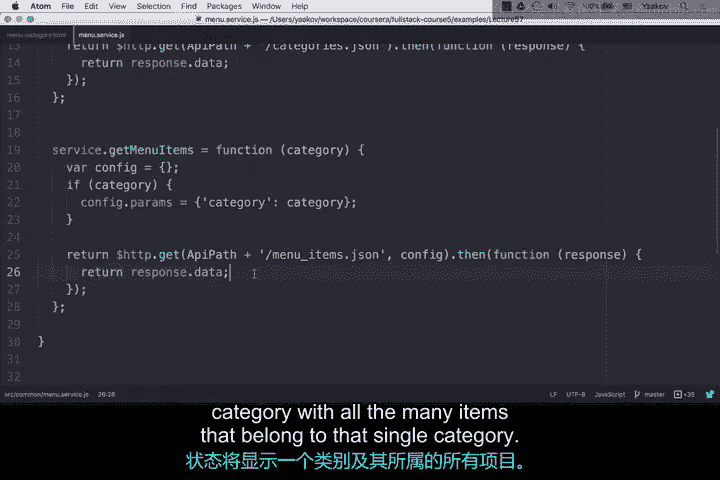 Atom File Edit View Selection Find Packages Window Help
menu.service.js — /Users/yaakov/workspace/coursera/fullstack-course5/examples/Lecture57
menu-category.html menu.service.js
13 return $http.get(ApiPath + '/categories.json').then(function (response) {
14 return response.data;
15 });
16 };
17
18
19 service.getMenuItems = function (category) {
20 var config = {};
21 if (category) {
22 config.params = {'category': category};
23 }
24
25 return $http.get(ApiPath + '/menu_items.json', config).then(function (response) {
26 return response.data;
27 });
28 };
29
30 }
31
32
src/common/menu.service.js 26:28 LF UTF-8 JavaScript master +35
category with all the many items
that belong to that single category.
状态将显示一个类别及其所属的所有项目。